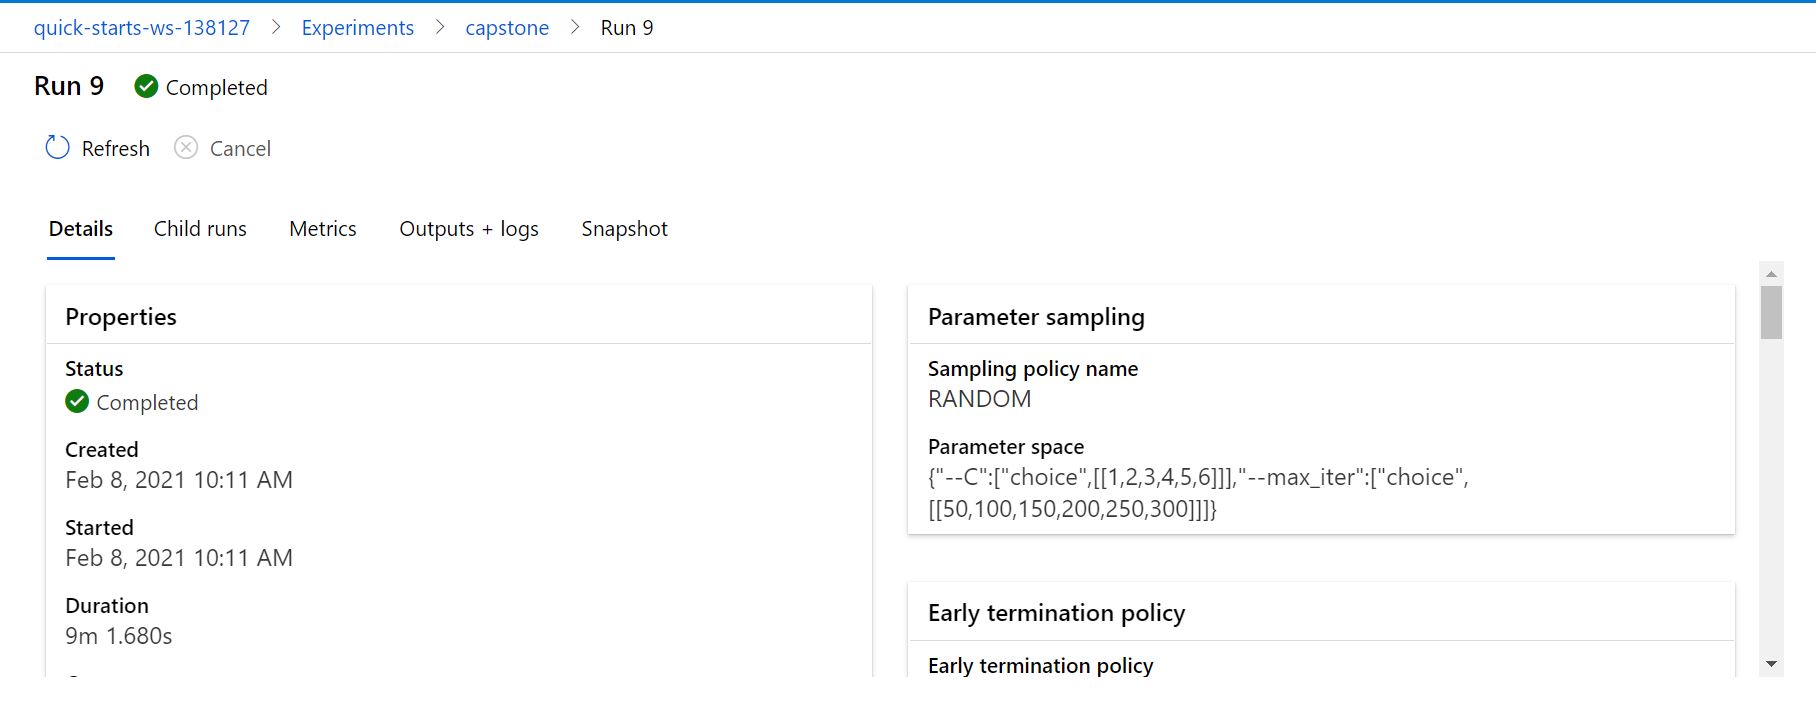 quick-starts-ws-138127 > Experiments > capstone > Run 9
Run 9 Completed
Refresh Cancel
Details Child runs Metrics Outputs + logs Snapshot
Properties
Status
Completed
Created
Feb 8, 2021 10:11 AM
Started
Feb 8, 2021 10:11 AM
Duration
9m 1.680s
Parameter sampling
Sampling policy name
RANDOM
Parameter space
{"--C":["choice",[[1,2,3,4,5,6]]],"--max_iter":["choice",
[[50,100,150,200,250,300]]]}
Early termination policy
Early termination policy